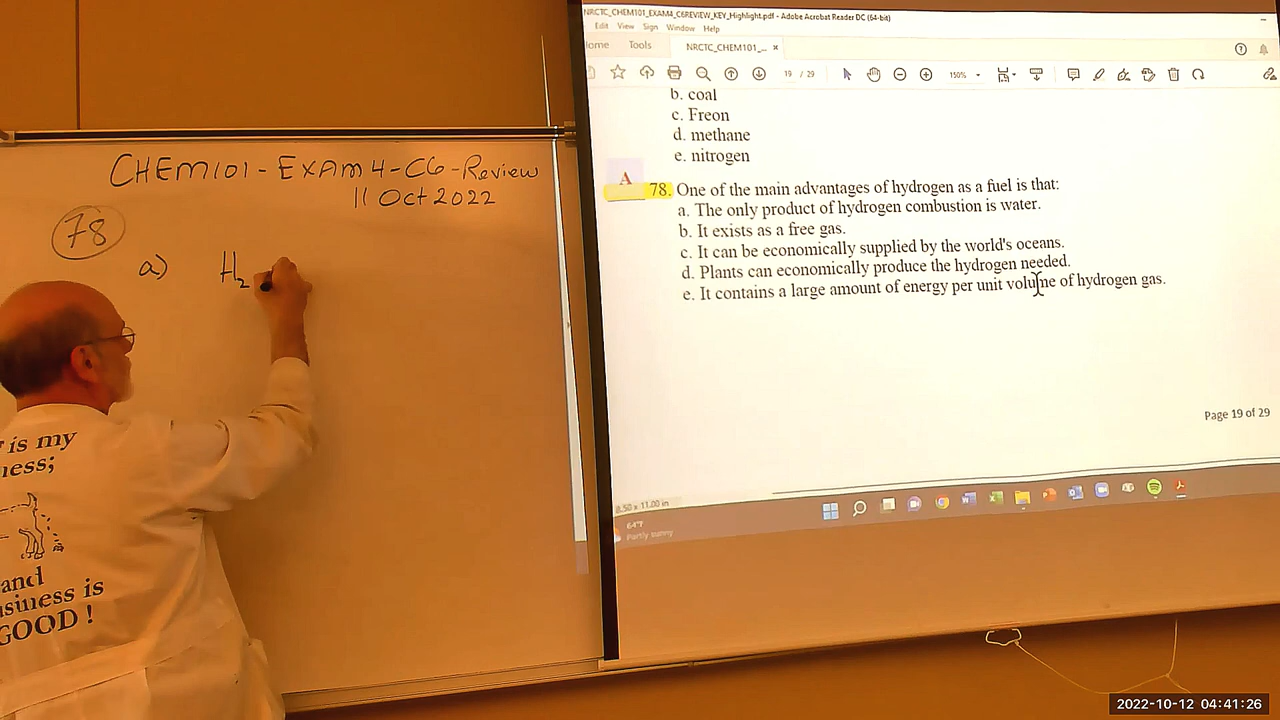 NRCTC_CHEM101_EXAM4_C6REVIEW_KEY_Highlight.pdf - Adobe Acrobat Reader DC (64-bit)
Edit View Sign Window Help
ome Tools NRCTC_CHEM101_... ×
19 / 29 150%
b. coal
c. Freon
d. methane
e. nitrogen
A
78. One of the main advantages of hydrogen as a fuel is that:
a. The only product of hydrogen combustion is water.
b. It exists as a free gas.
c. It can be economically supplied by the world's oceans.
d. Plants can economically produce the hydrogen needed.
e. It contains a large amount of energy per unit volume of hydrogen gas.
Page 19 of 29
8.50 x 11.00 in
64°F
Partly sunny
CHEM101-EXAM4-C6-Review
11 Oct 2022
78
a) H₂
is my
ness;
and
usiness is
GOOD!
2022-10-12 04:41:26